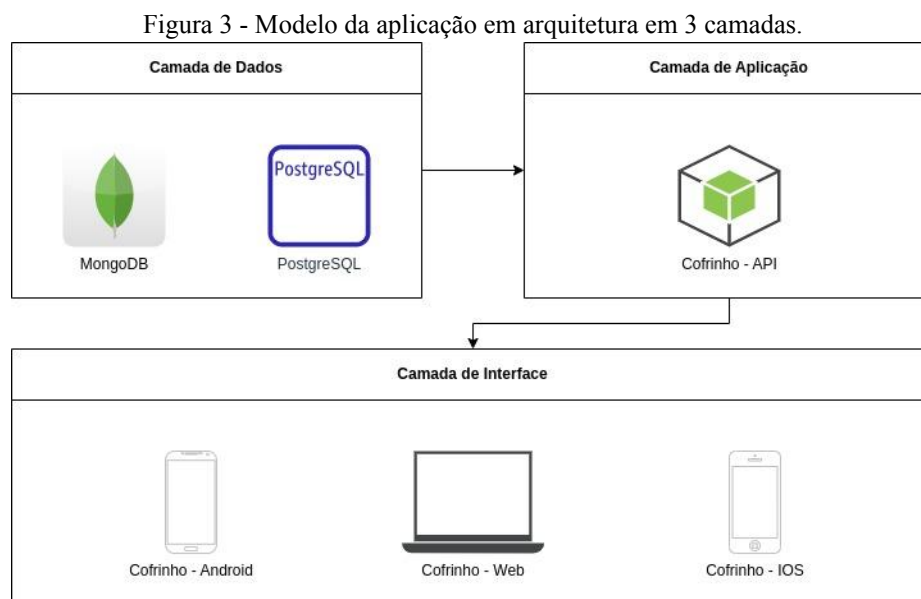 Figura 3 - Modelo da aplicação em arquitetura em 3 camadas.
Camada de Dados
Camada de Aplicação
PostgreSQL
MongoDB
PostgreSQL
Cofrinho - API
Camada de Interface
Cofrinho - Android
Cofrinho - Web
Cofrinho - IOS